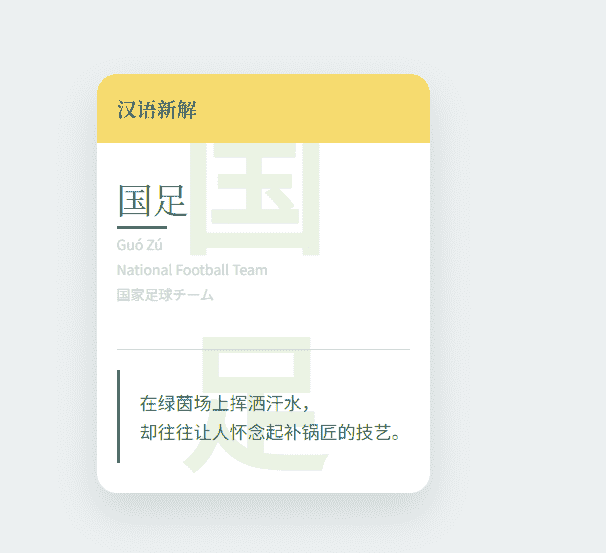 汉语新解
国足
Guó Zú
National Football Team
国家足球チーム
国
足
在绿茵场上挥洒汗水，
却往往让人怀念起补锅匠的技艺。